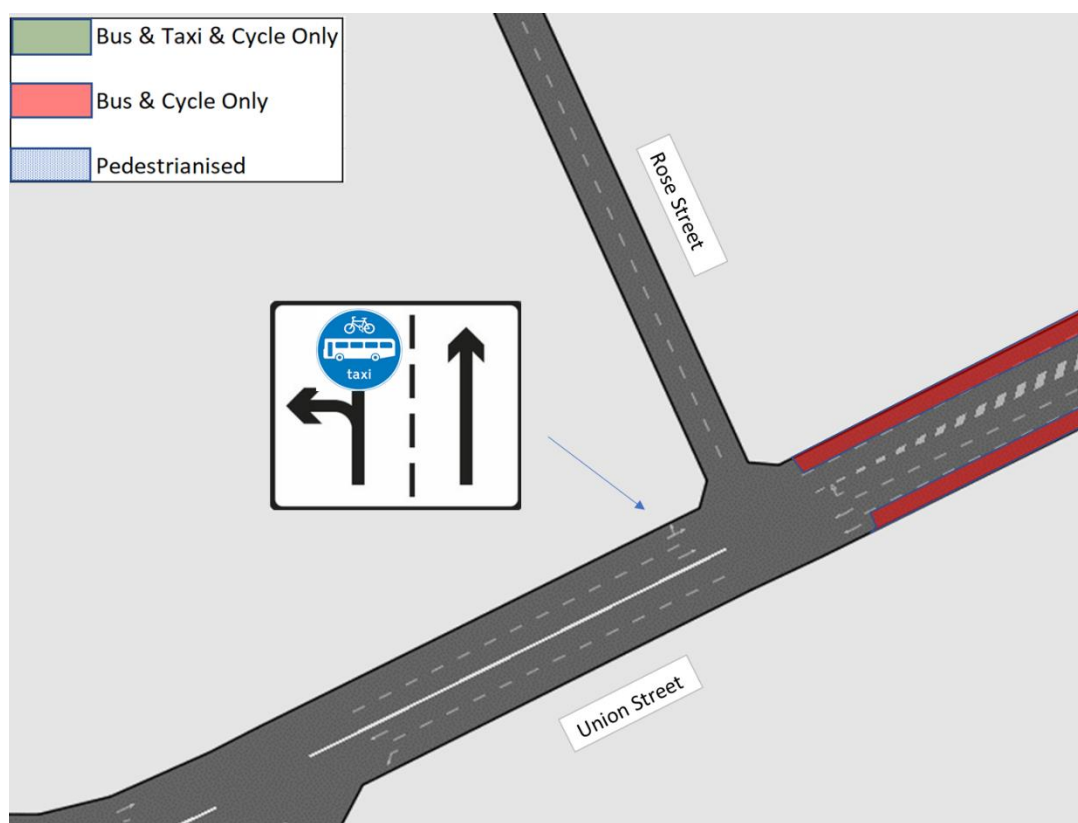 Bus & Taxi & Cycle Only
Bus & Cycle Only
Pedestrianised
Rose Street
taxi
Union Street